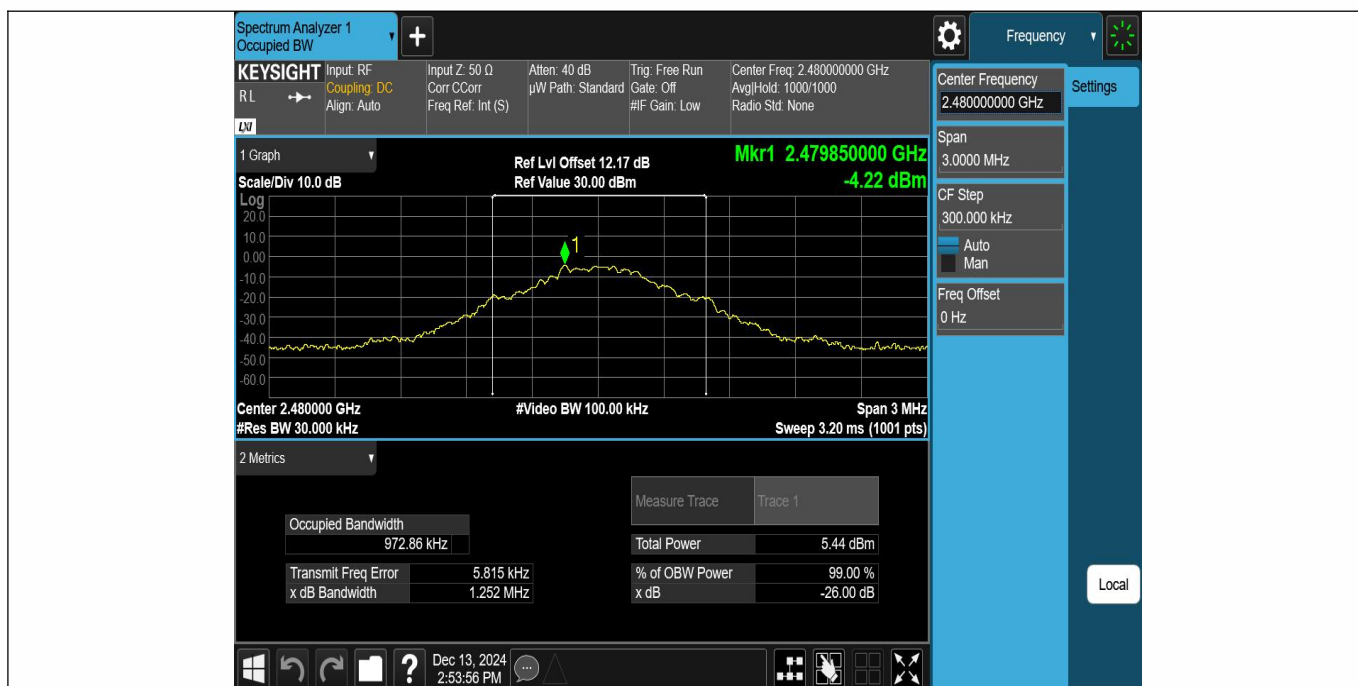 Spectrum Analyzer 1
Occupied BW
+
Frequency
KEYSIGHT
R L
LXI
Input: RF
Coupling: DC
Align: Auto
Input Z: 50 Ω
Corr CCorr
Freq Ref: Int (S)
Atten: 40 dB
µW Path: Standard
Trig: Free Run
Gate: Off
#IF Gain: Low
Center Freq: 2.480000000 GHz
Avg|Hold: 1000/1000
Radio Std: None
Center Frequency
2.480000000 GHz
Settings
Span
3.0000 MHz
CF Step
300.000 kHz
Auto
Man
Freq Offset
0 Hz
Local
1 Graph
Scale/Div 10.0 dB
Ref Lvl Offset 12.17 dB
Ref Value 30.00 dBm
Mkr1 2.479850000 GHz
-4.22 dBm
Log
20.0
10.0
0.00
-10.0
-20.0
-30.0
-40.0
-50.0
-60.0
1
Center 2.480000 GHz
#Video BW 100.00 kHz
Span 3 MHz
#Res BW 30.000 kHz
Sweep 3.20 ms (1001 pts)
2 Metrics
Measure Trace Trace 1
Occupied Bandwidth
972.86 kHz
Total Power 5.44 dBm
Transmit Freq Error 5.815 kHz
% of OBW Power 99.00 %
x dB Bandwidth 1.252 MHz
x dB -26.00 dB
?
Dec 13, 2024
2:53:56 PM